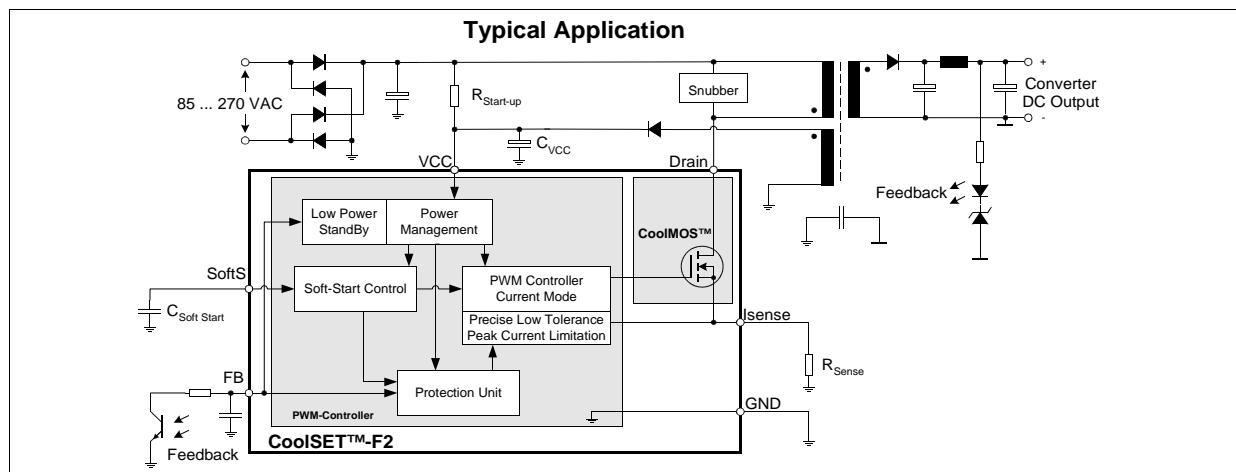 Typical Application
+
Converter
DC Output
-
85 ... 270 VAC
RStart-up
Snubber
CVCC
VCC
Drain
Feedback
Low Power
StandBy
Power
Management
CoolMOS™
SoftS
CSoft Start
Soft-Start Control
PWM Controller
Current Mode
Precise Low Tolerance
Peak Current Limitation
Isense
RSense
FB
Protection Unit
GND
PWM-Controller
CoolSET™-F2
Feedback